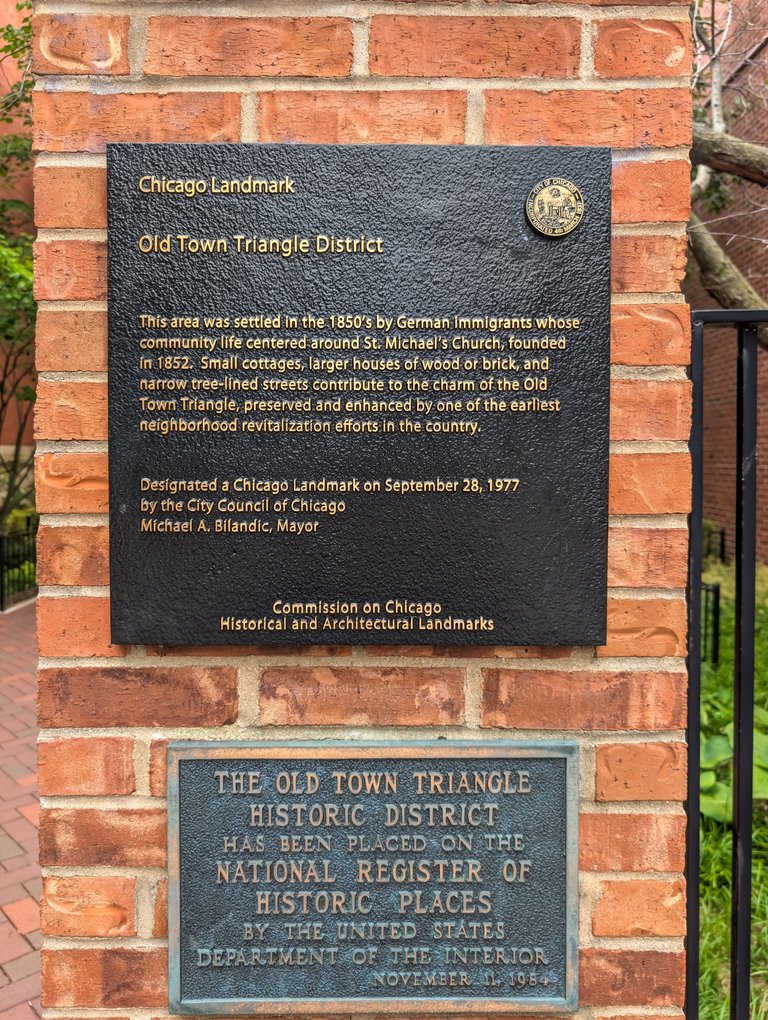 Chicago Landmark
CITY OF CHICAGO
Old Town Triangle District
This area was settled in the 1850's by German immigrants whose
community life centered around St. Michael's Church, founded
in 1852. Small cottages, larger houses of wood or brick, and
narrow tree-lined streets contribute to the charm of the Old
Town Triangle, preserved and enhanced by one of the earliest
neighborhood revitalization efforts in the country.
Designated a Chicago Landmark on September 28, 1977
by the City Council of Chicago
Michael A. Bilandic, Mayor
Commission on Chicago
Historical and Architectural Landmarks
THE OLD TOWN TRIANGLE
HISTORIC DISTRICT
HAS BEEN PLACED ON THE
NATIONAL REGISTER OF
HISTORIC PLACES
BY THE UNITED STATES
DEPARTMENT OF THE INTERIOR
NOVEMBER 11, 1984